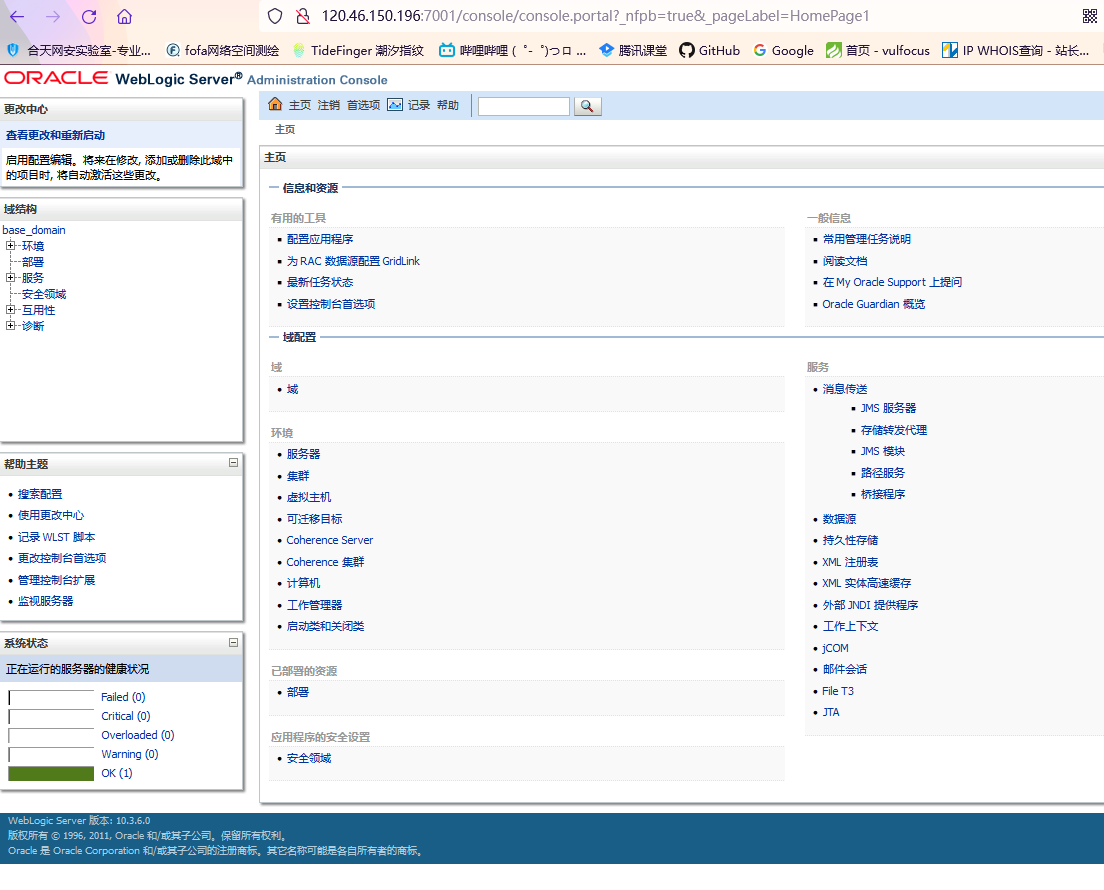 120.46.150.196:7001/console/console.portal?_nfpb=true&_pageLabel=HomePage1
合天网安实验室-专业... fofa网络空间测绘 TideFinger 潮汐指纹 哔哩哔哩 ( ゜- ゜)つロ ... 腾讯课堂 GitHub Google 首页 - vulfocus IP WHOIS查询 - 站长...
ORACLE WebLogic Server® Administration Console
更改中心
查看更改和重新启动
启用配置编辑。将来在修改, 添加或删除此域中
的项目时, 将自动激活这些更改。
域结构
base_domain
环境
部署
服务
安全领域
互用性
诊断
帮助主题
搜索配置
使用更改中心
记录 WLST 脚本
更改控制台首选项
管理控制台扩展
监视服务器
系统状态
正在运行的服务器的健康状况
Failed (0)
Critical (0)
Overloaded (0)
Warning (0)
OK (1)
主页 注销 首选项 记录 帮助
主页
主页
信息和资源
有用的工具
配置应用程序
为 RAC 数据源配置 GridLink
最新任务状态
设置控制台首选项
一般信息
常用管理任务说明
阅读文档
在 My Oracle Support 上提问
Oracle Guardian 概览
域配置
域
域
环境
服务器
集群
虚拟主机
可迁移目标
Coherence Server
Coherence 集群
计算机
工作管理器
启动类和关闭类
已部署的资源
部署
应用程序的安全设置
安全领域
服务
消息传送
JMS 服务器
存储转发代理
JMS 模块
路径服务
桥接程序
数据源
持久性存储
XML 注册表
XML 实体高速缓存
外部 JNDI 提供程序
工作上下文
jCOM
邮件会话
File T3
JTA
WebLogic Server 版本: 10.3.6.0
版权所有 © 1996, 2011, Oracle 和/或其子公司。保留所有权利。
Oracle 是 Oracle Corporation 和/或其子公司的注册商标。其它名称可能是各自所有者的商标。